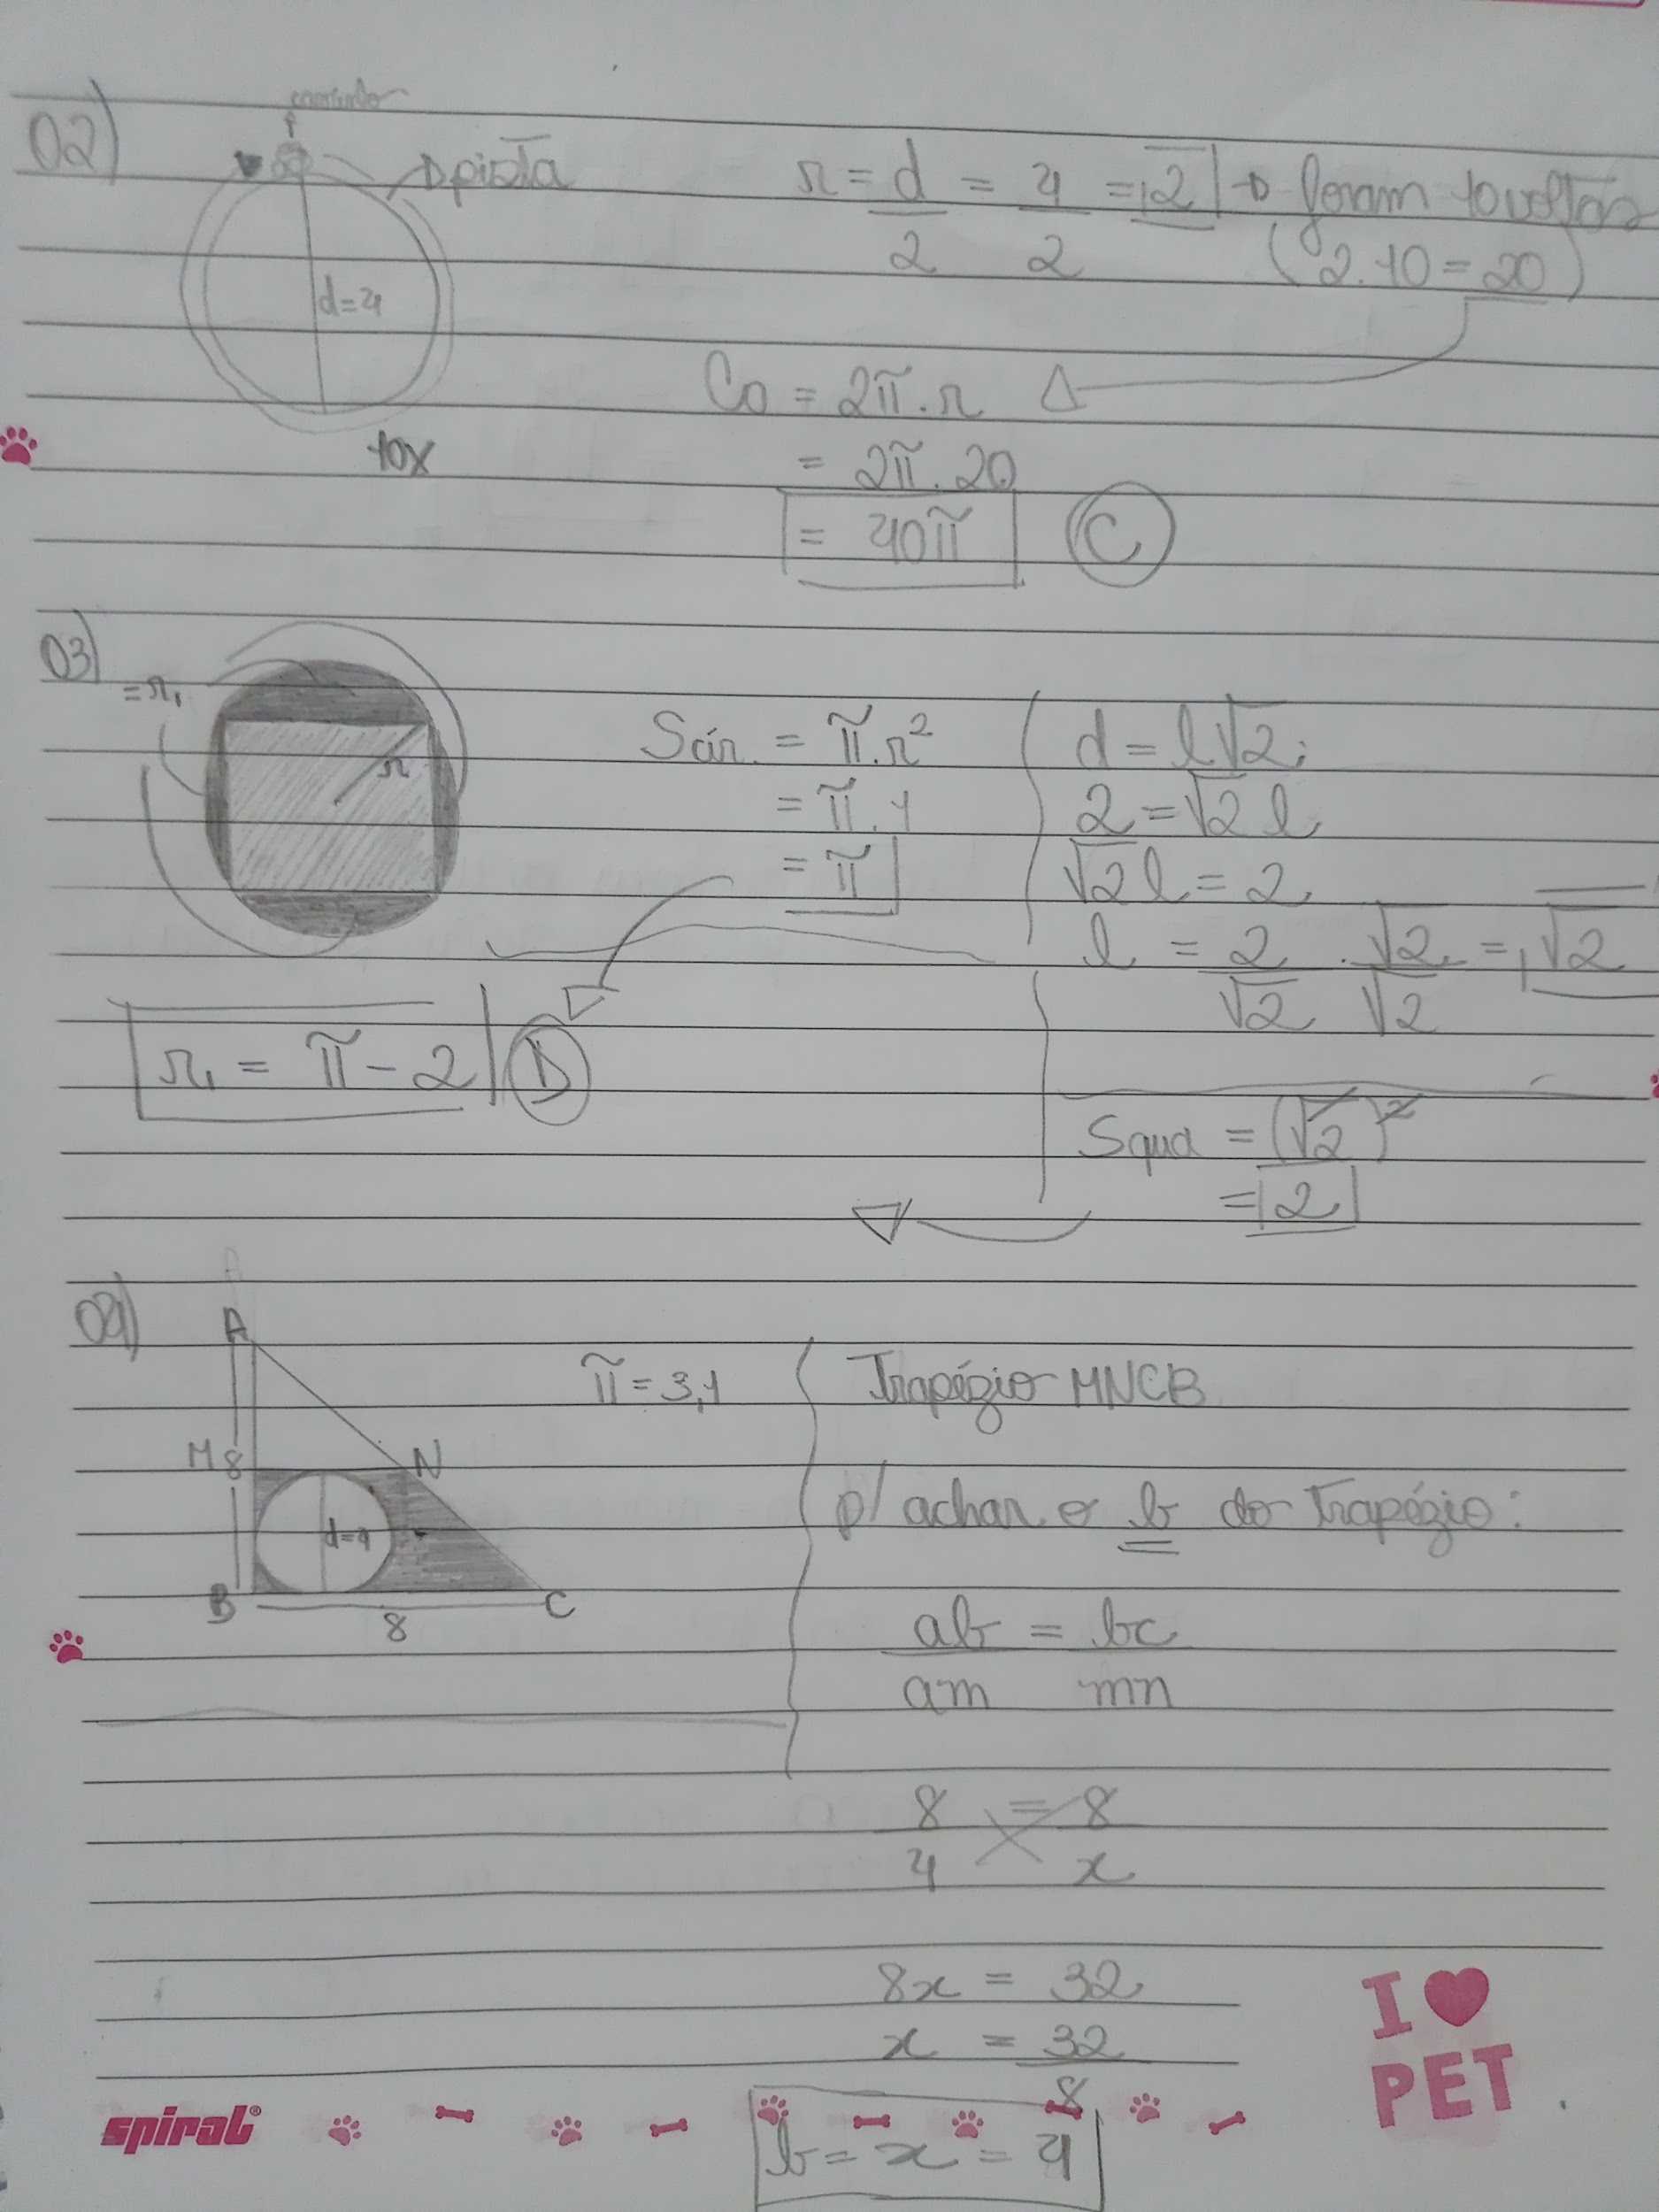 02)
→ pista
d=4
10x
r = d/2 = 4/2 = 2 → foram 10 voltas
(2.10 = 20)
Co = 2π.r
= 2π.20
= 40π
C
03)
= r₁
r
Scír = π.r²
= π.1
= π
d = l√2
2 = √2 l
√2 l = 2
l = 2/√2 . √2/√2 = √2
r₁ = π - 2
D
Squa = (√2)²
= 2
04)
A
π = 3,1
Trapézio MNCB
M 8 N
d=4
p/ achar o b do trapézio:
B 8 C
ab/am = bc/mn
8/4 = 8/x
8x = 32
x = 32/8
b = x = 4
I ♥
PET
spiral®